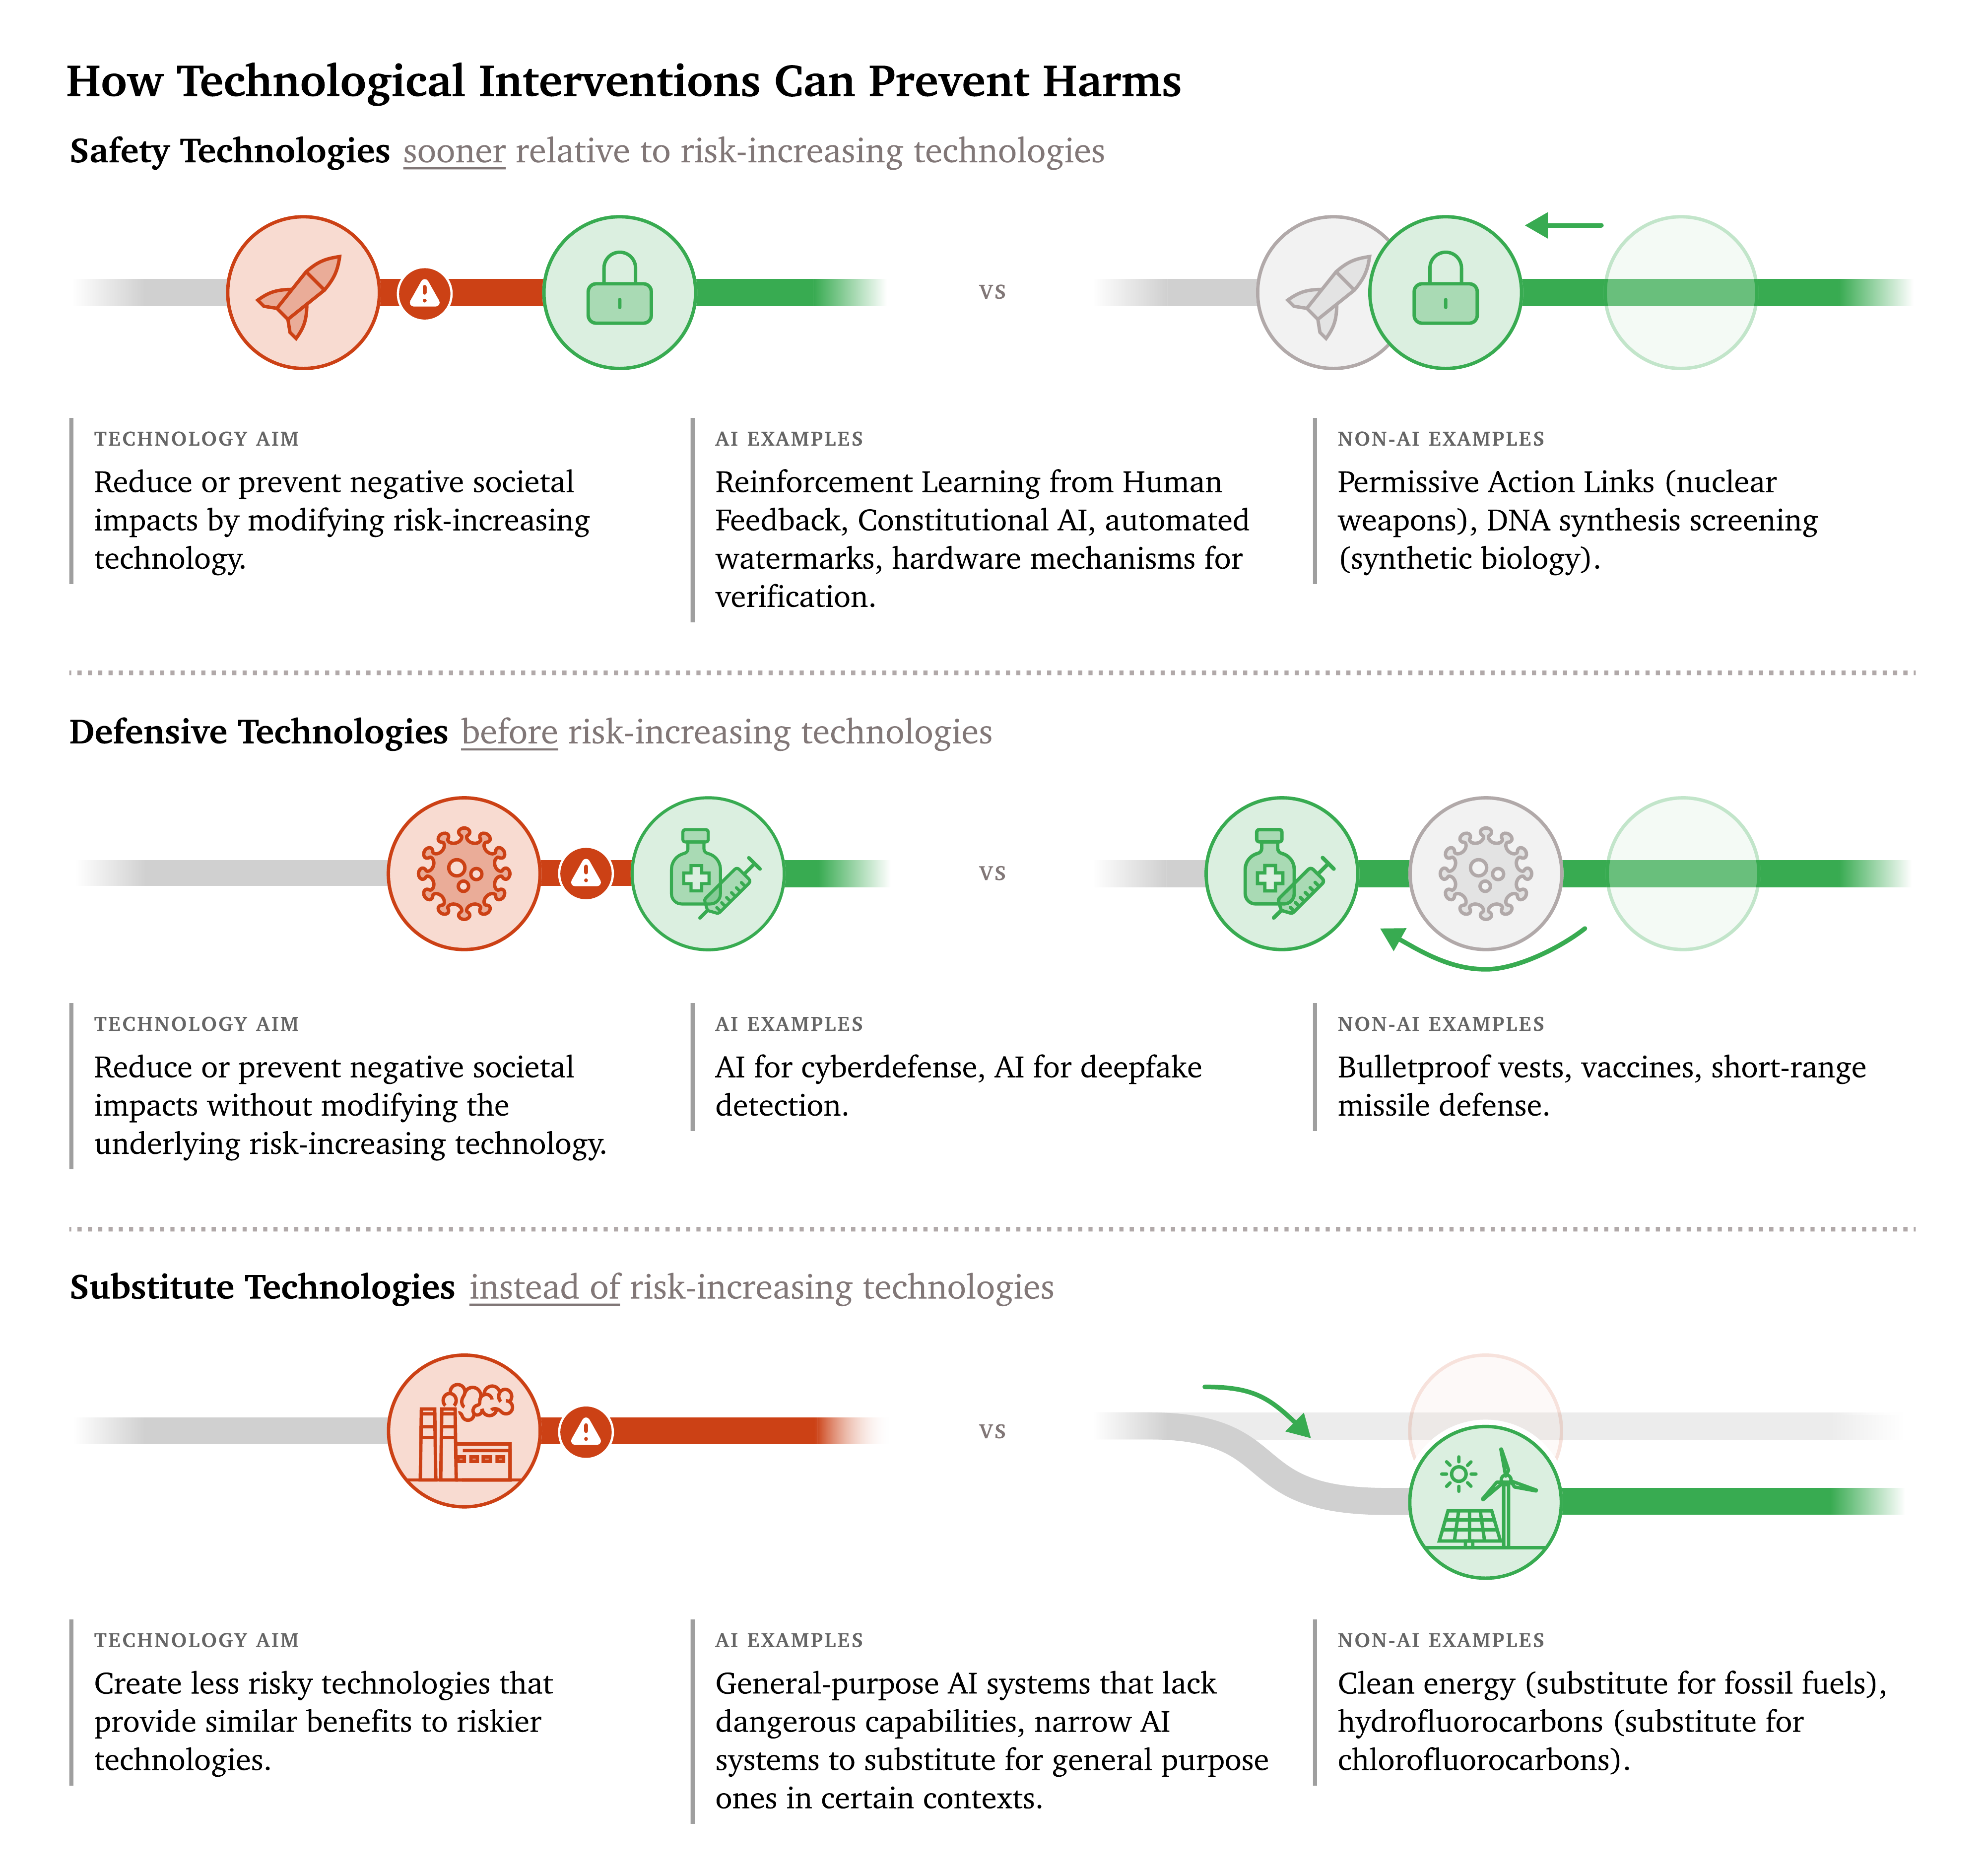 How Technological Interventions Can Prevent Harms
Safety Technologies sooner relative to risk-increasing technologies
vs
TECHNOLOGY AIM
Reduce or prevent negative societal
impacts by modifying risk-increasing
technology.
AI EXAMPLES
Reinforcement Learning from Human
Feedback, Constitutional AI, automated
watermarks, hardware mechanisms for
verification.
NON-AI EXAMPLES
Permissive Action Links (nuclear
weapons), DNA synthesis screening
(synthetic biology).
Defensive Technologies before risk-increasing technologies
vs
TECHNOLOGY AIM
Reduce or prevent negative societal
impacts without modifying the
underlying risk-increasing technology.
AI EXAMPLES
AI for cyberdefense, AI for deepfake
detection.
NON-AI EXAMPLES
Bulletproof vests, vaccines, short-range
missile defense.
Substitute Technologies instead of risk-increasing technologies
vs
TECHNOLOGY AIM
Create less risky technologies that
provide similar benefits to riskier
technologies.
AI EXAMPLES
General-purpose AI systems that lack
dangerous capabilities, narrow AI
systems to substitute for general purpose
ones in certain contexts.
NON-AI EXAMPLES
Clean energy (substitute for fossil fuels),
hydrofluorocarbons (substitute for
chlorofluorocarbons).